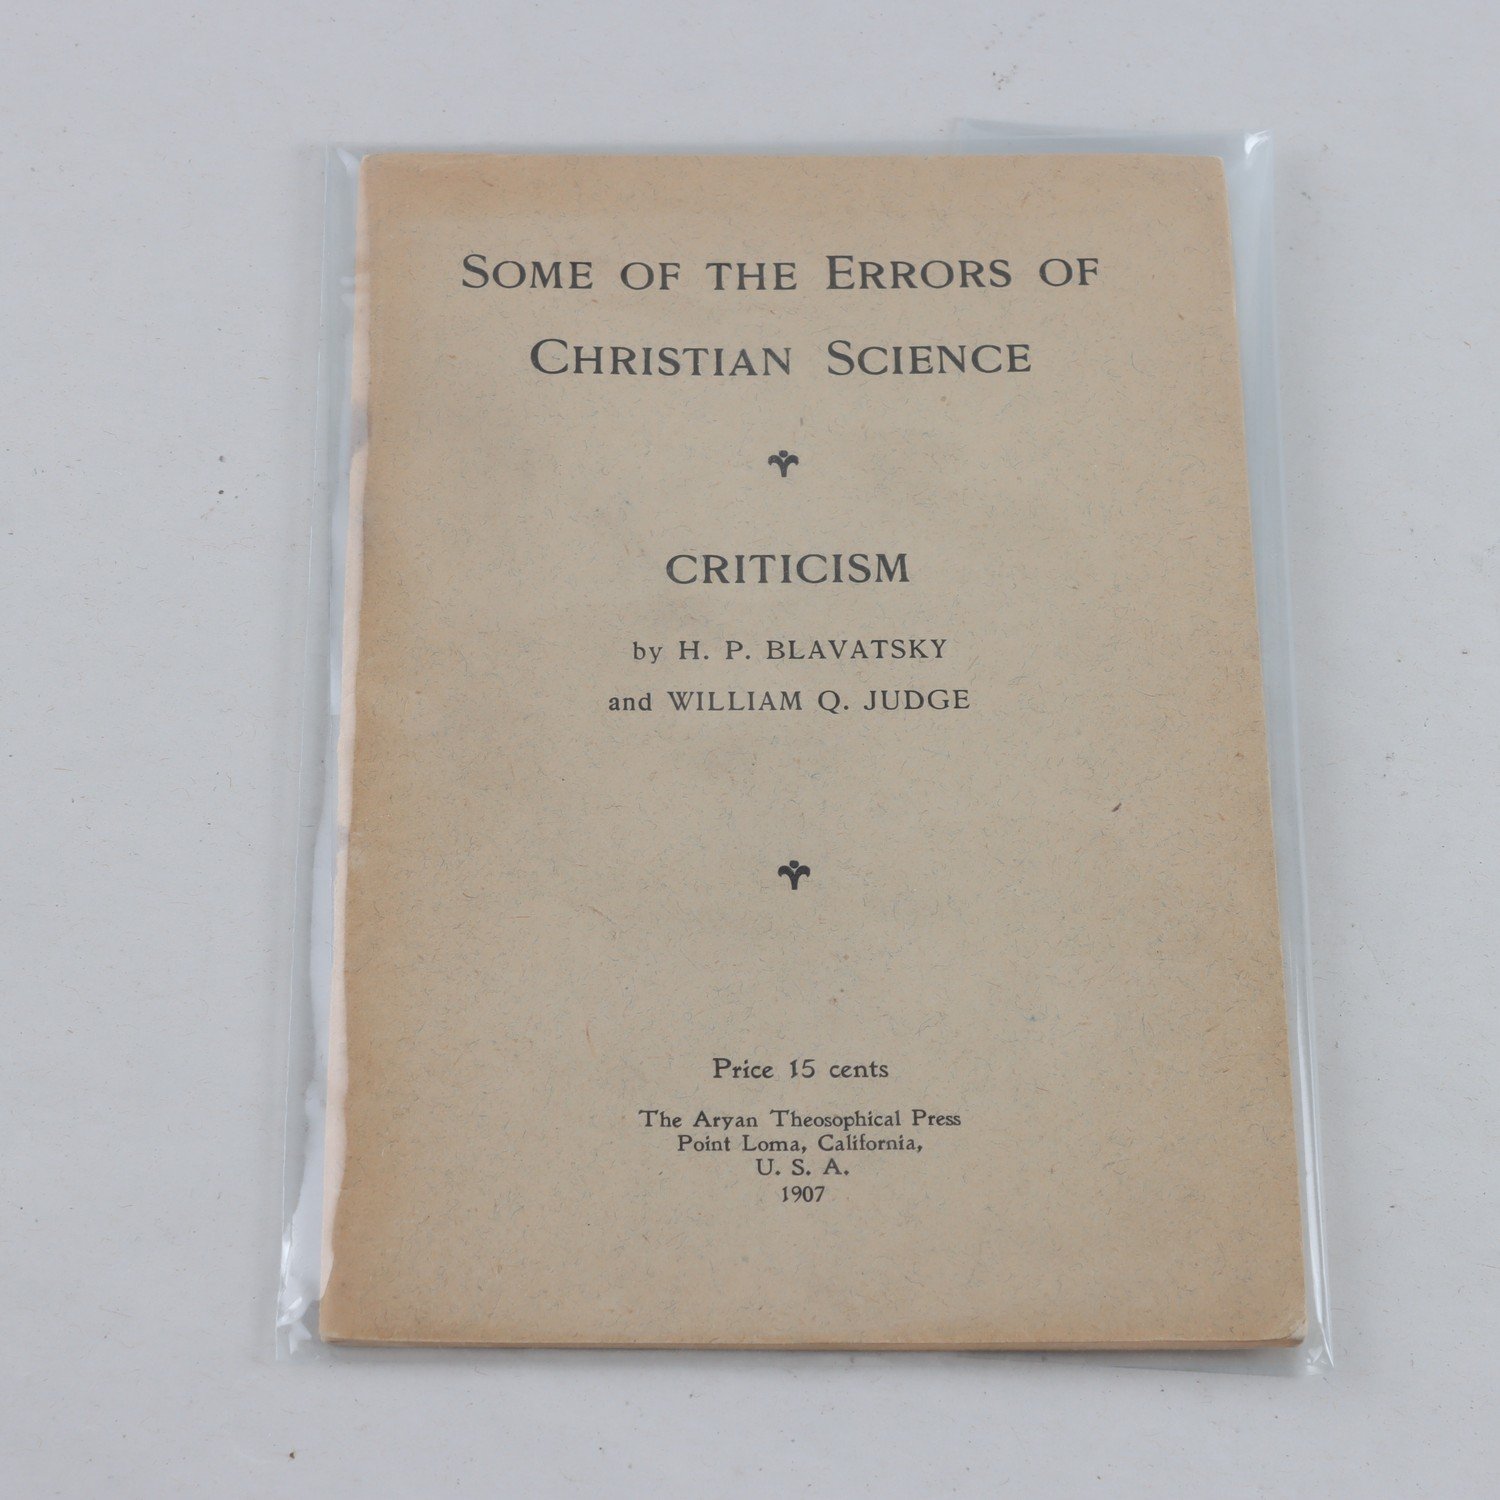 SOME OF THE ERRORS OF
CHRISTIAN SCIENCE
CRITICISM
by H. P. BLAVATSKY
and WILLIAM Q. JUDGE
Price 15 cents
The Aryan Theosophical Press
Point Loma, California,
U. S. A.
1907